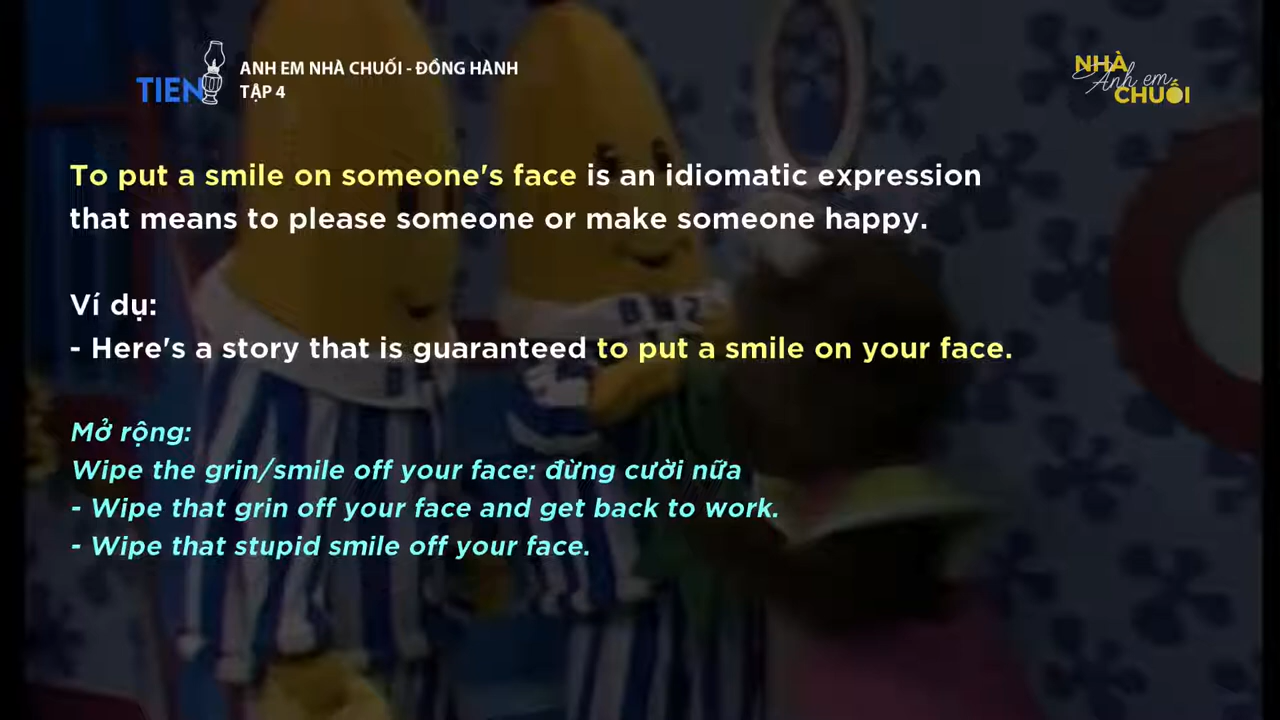 TIEN
ANH EM NHÀ CHUỐI - ĐỒNG HÀNH
TẬP 4
NHÀ
Anh em
CHUỐI
To put a smile on someone's face is an idiomatic expression
that means to please someone or make someone happy.
Ví dụ:
- Here's a story that is guaranteed to put a smile on your face.
Mở rộng:
Wipe the grin/smile off your face: đừng cười nữa
- Wipe that grin off your face and get back to work.
- Wipe that stupid smile off your face.